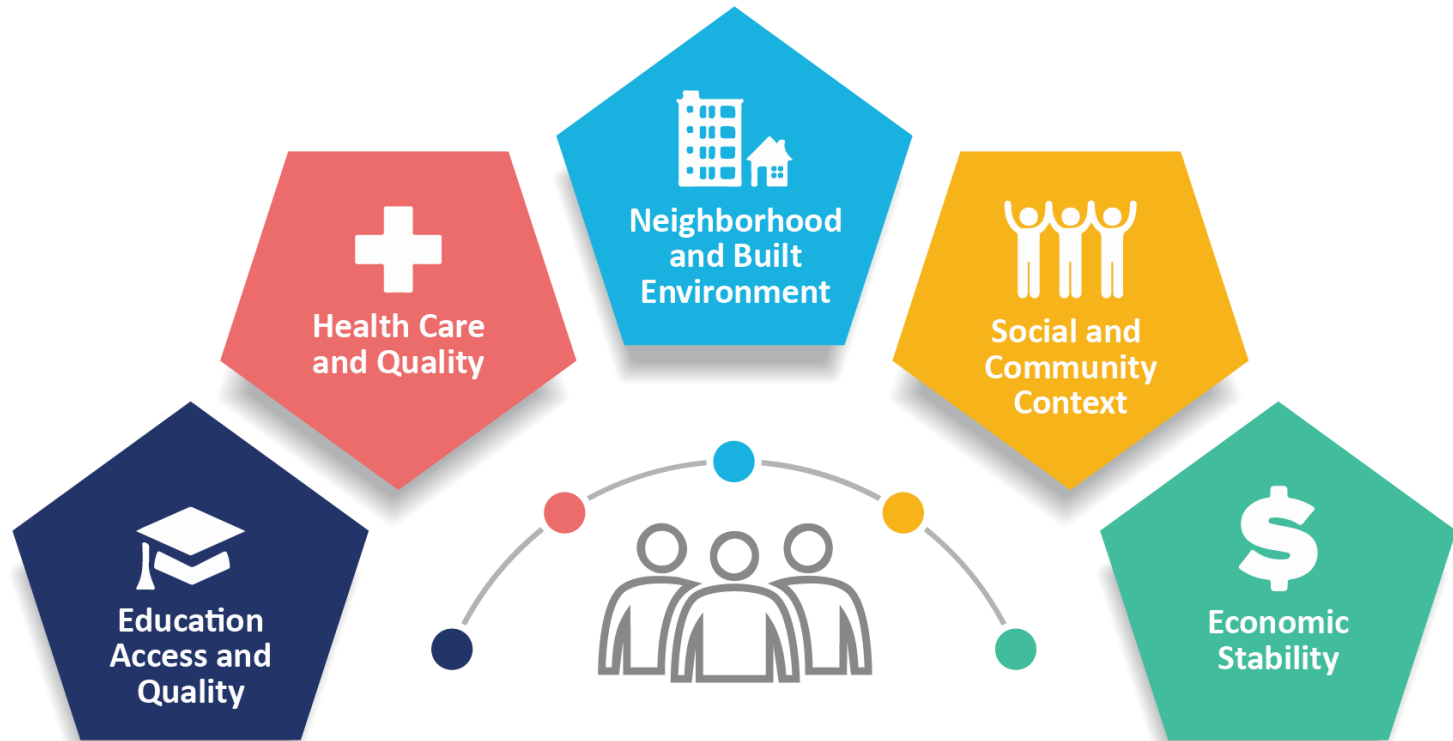 Neighborhood
and Built
Environment
Health Care
and Quality
Social and
Community
Context
Education
Access and
Quality
$
Economic
Stability